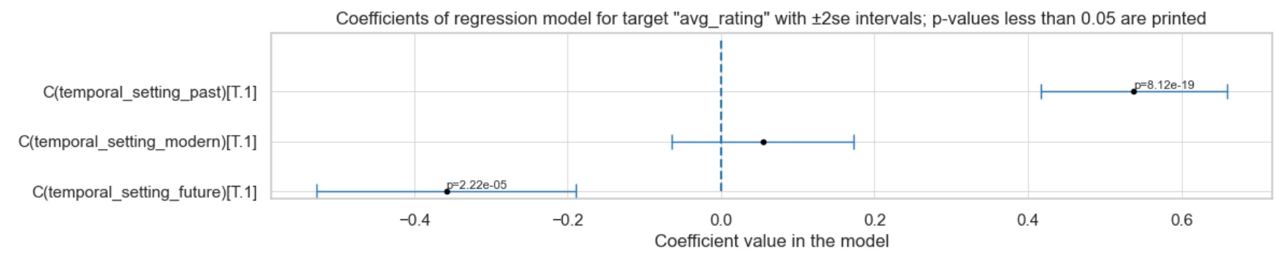 Coefficients of regression model for target "avg_rating" with ±2se intervals; p-values less than 0.05 are printed
C(temporal_setting_past)[T.1]
p=8.12e-19
C(temporal_setting_modern)[T.1]
C(temporal_setting_future)[T.1]
p=2.22e-05
−0.4 −0.2 0.0 0.2 0.4 0.6
Coefficient value in the model